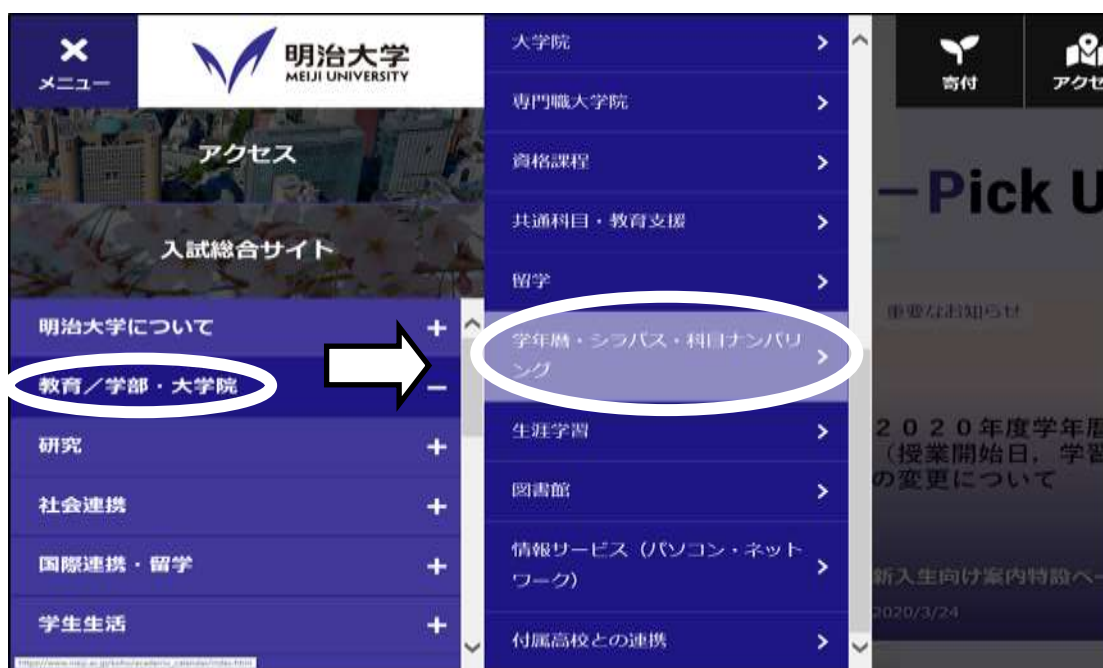 メニュー
明治大学
MEIJI UNIVERSITY
アクセス
入試総合サイト
明治大学について
教育／学部・大学院
研究
社会連携
国際連携・留学
学生生活
大学院
専門職大学院
資格課程
共通科目・教育支援
留学
学年暦・シラバス・科目ナンバリ
ング
生涯学習
図書館
情報サービス（パソコン・ネット
ワーク）
付属高校との連携
寄付
アクセ
Pick U
重要なお知らせ
２０２０年度学年暦
（授業開始日，学習
の変更について
新入生向け案内特設ペー
2020/3/24